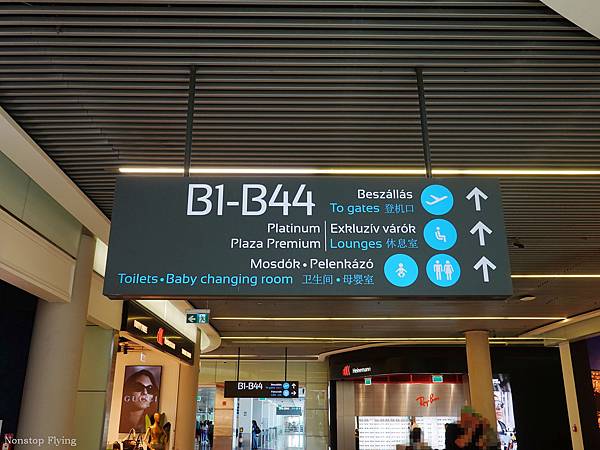 B1-B44
Beszállás
To gates 登机口
Platinum
Plaza Premium
Exkluzív várók
Lounges 休息室
Mosdók • Pelenkázó
Toilets • Baby changing room 卫生间 • 母婴室
B1-B44
Heinemann
Ray-Ban
GUCCI
Nonstop Flying